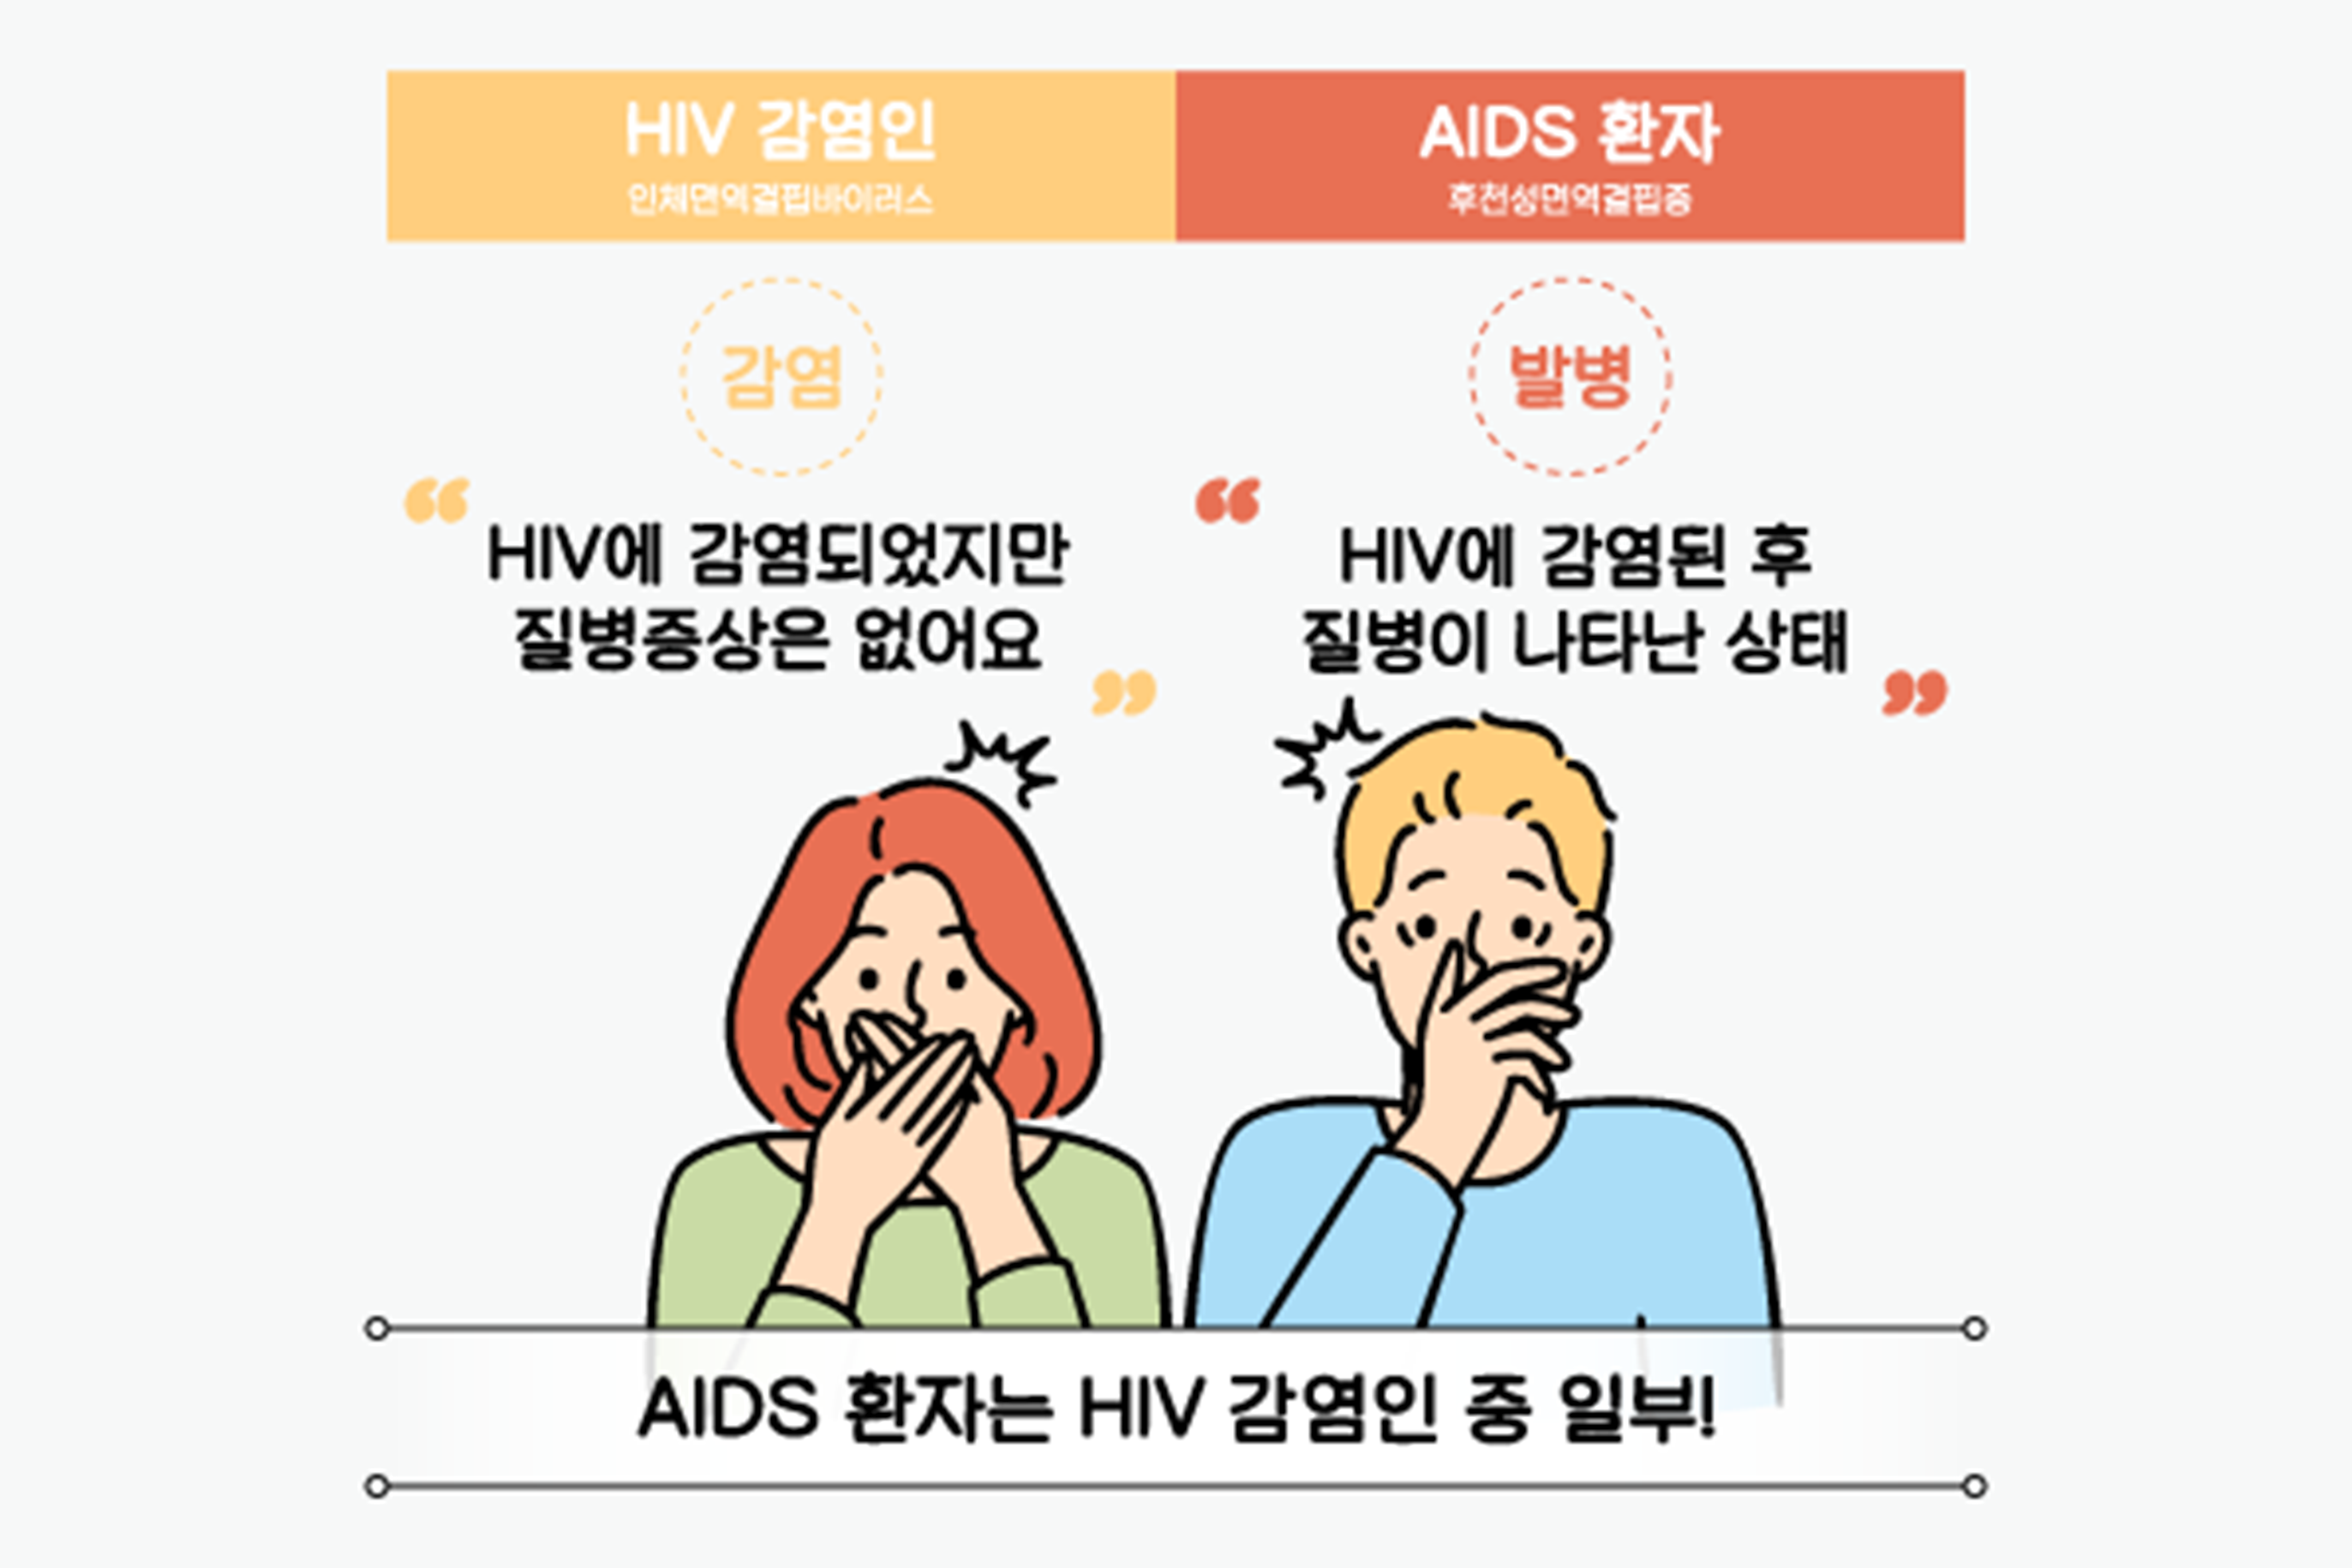 HIV 감염인
인체면역결핍바이러스
AIDS 환자
후천성면역결핍증
감염
발병
“ HIV에 감염되었지만
질병증상은 없어요 ”
“ HIV에 감염된 후
질병이 나타난 상태 ”
AIDS 환자는 HIV 감염인 중 일부!